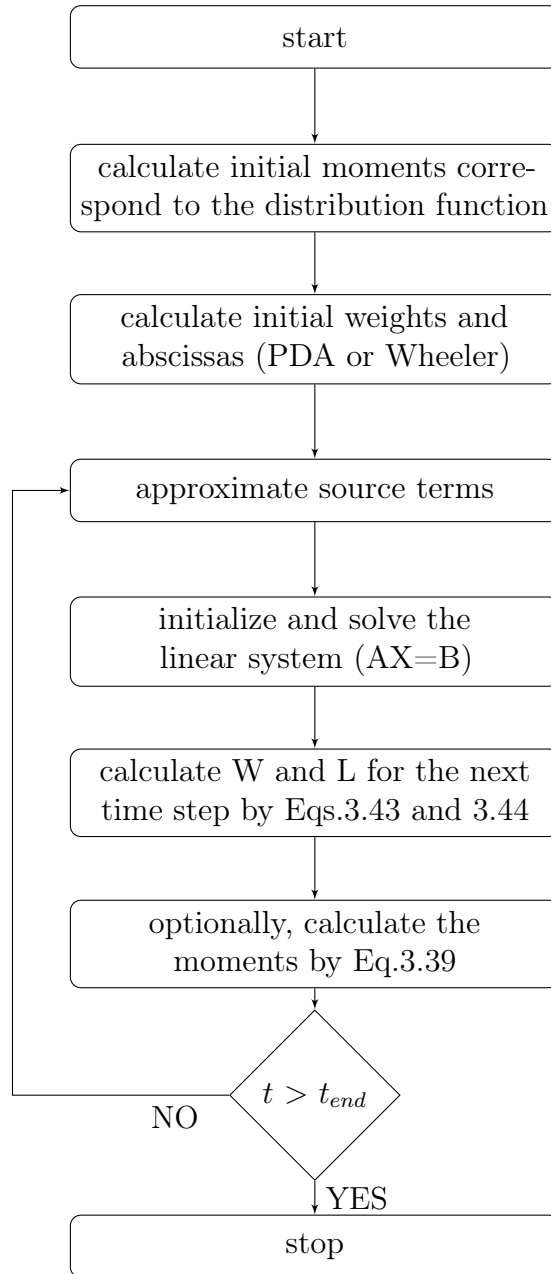 start
calculate initial moments corre-
spond to the distribution function
calculate initial weights and
abscissas (PDA or Wheeler)
approximate source terms
initialize and solve the
linear system (AX=B)
calculate W and L for the next
time step by Eqs.3.43 and 3.44
optionally, calculate the
moments by Eq.3.39
t > t_{end}
NO
YES
stop